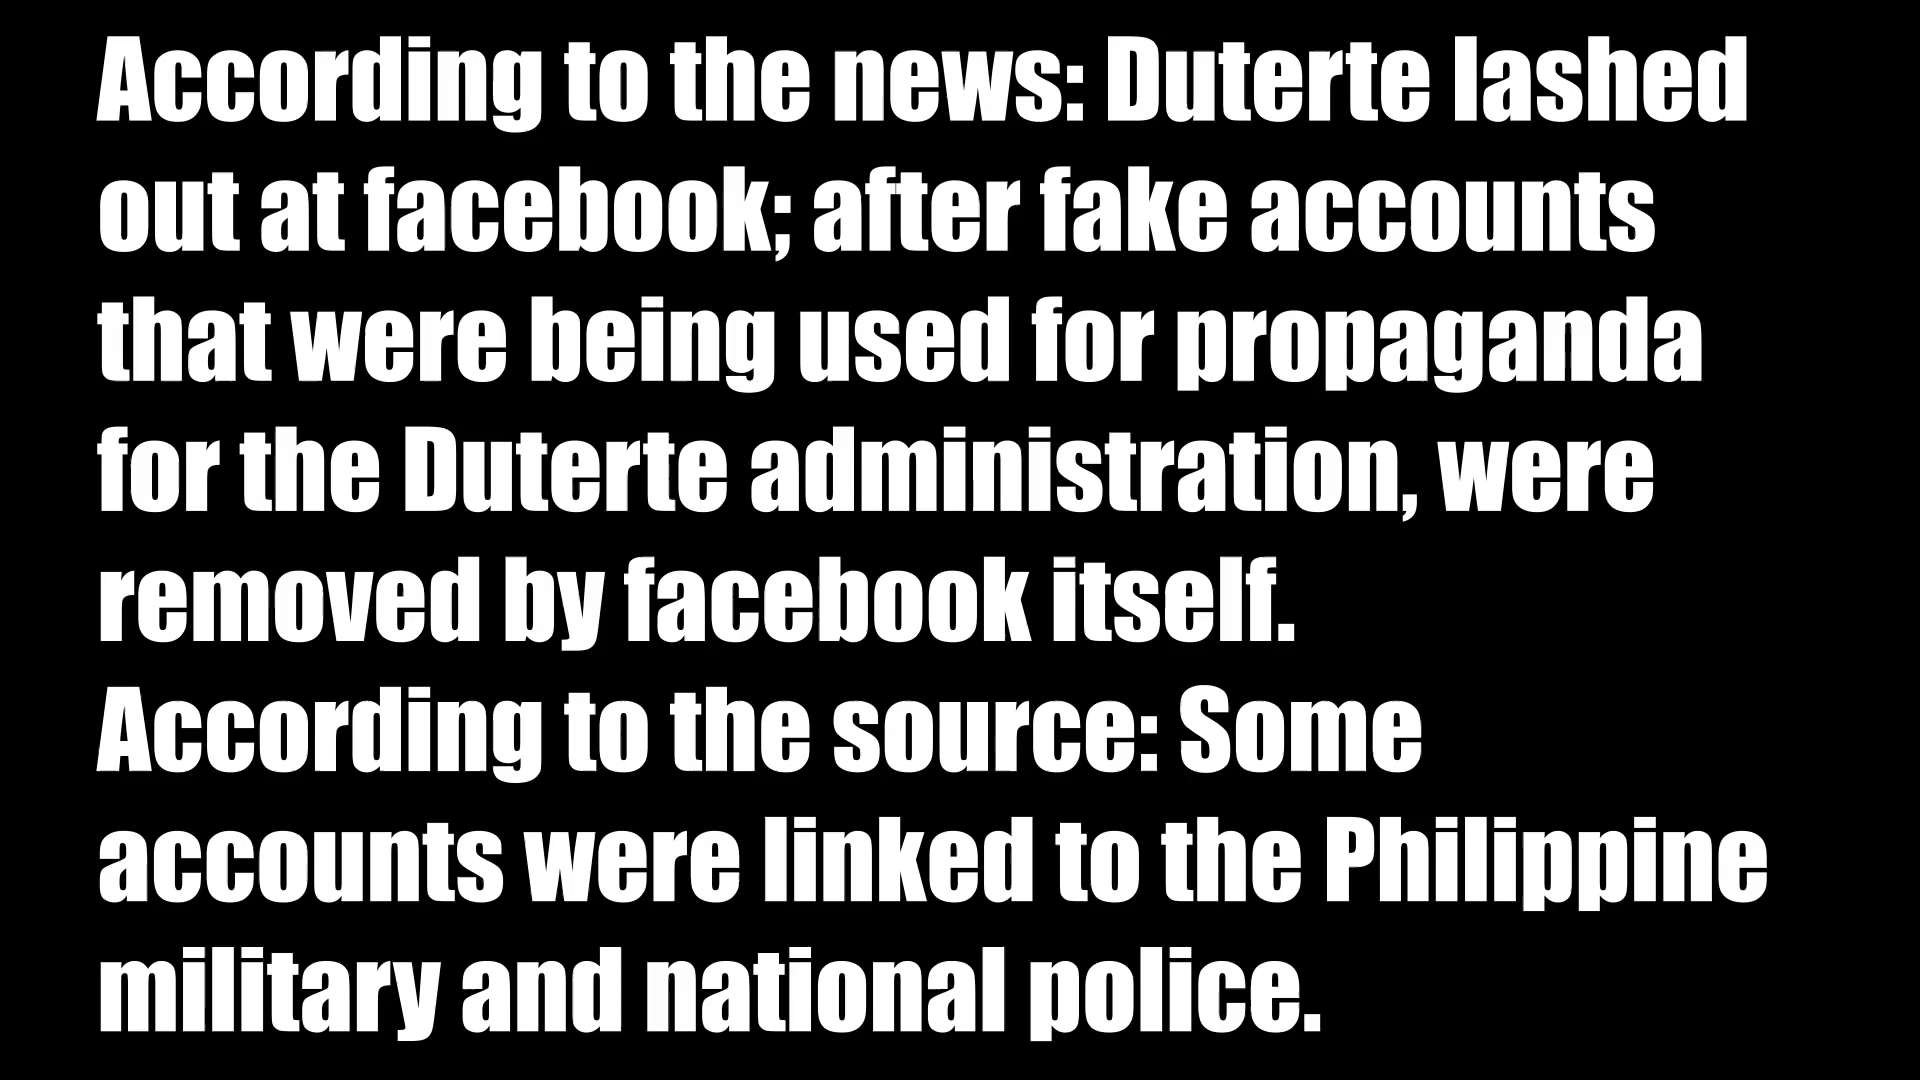 According to the news: Duterte lashed
out at facebook; after fake accounts
that were being used for propaganda
for the Duterte administration, were
removed by facebook itself.
According to the source: Some
accounts were linked to the Philippine
military and national police.